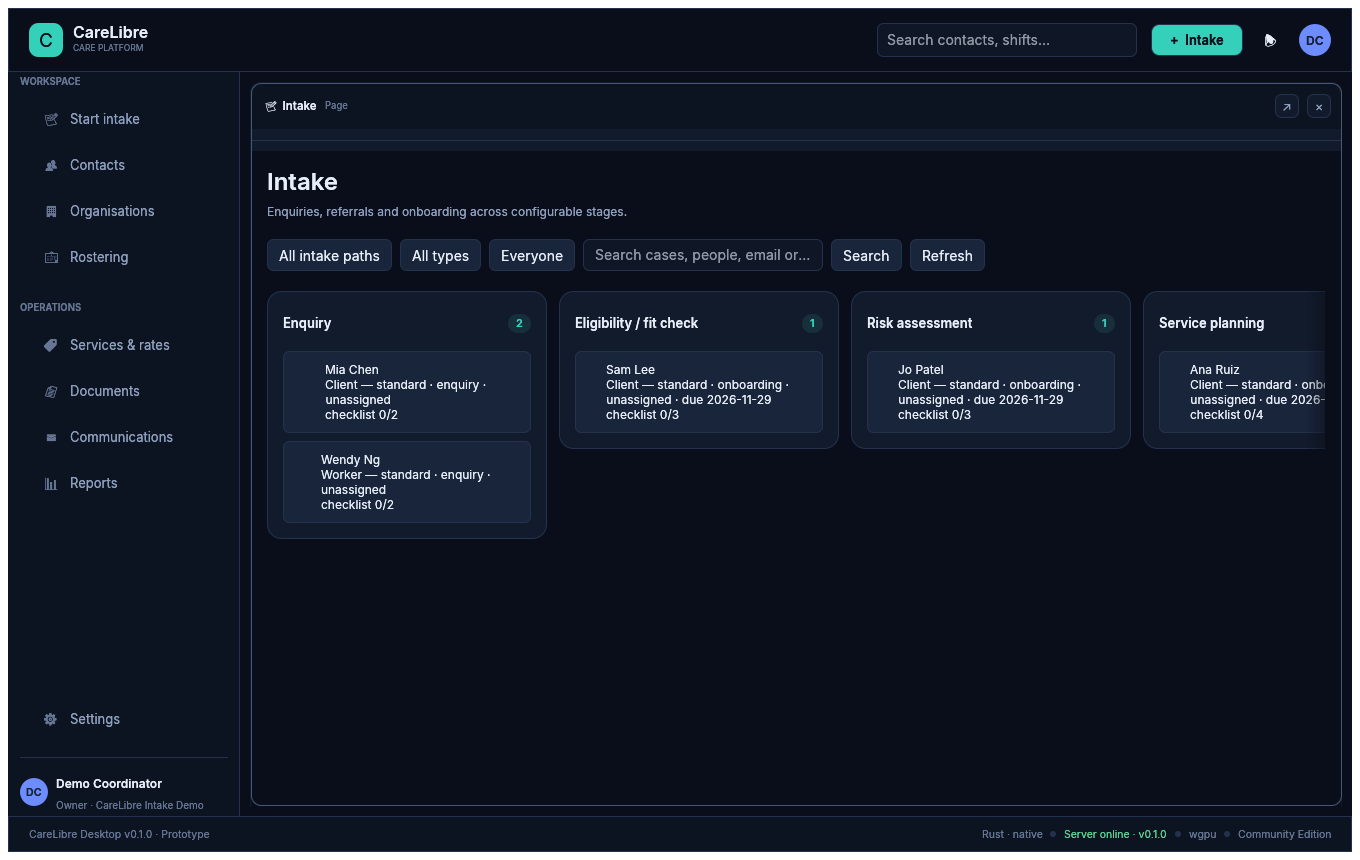 C
CareLibre
CARE PLATFORM
Search contacts, shifts...
+ Intake
DC
WORKSPACE
Start intake
Contacts
Organisations
Rostering
OPERATIONS
Services & rates
Documents
Communications
Reports
Settings
DC
Demo Coordinator
Owner · CareLibre Intake Demo
Intake Page
Intake
Enquiries, referrals and onboarding across configurable stages.
All intake paths
All types
Everyone
Search cases, people, email or...
Search
Refresh
Enquiry 2
Mia Chen
Client — standard · enquiry ·
unassigned
checklist 0/2
Wendy Ng
Worker — standard · enquiry ·
unassigned
checklist 0/2
Eligibility / fit check 1
Sam Lee
Client — standard · onboarding ·
unassigned · due 2026-11-29
checklist 0/3
Risk assessment 1
Jo Patel
Client — standard · onboarding ·
unassigned · due 2026-11-29
checklist 0/3
Service planning
Ana Ruiz
Client — standard · onb
unassigned · due 2026-
checklist 0/4
CareLibre Desktop v0.1.0 · Prototype
Rust · native
Server online · v0.1.0
wgpu
Community Edition